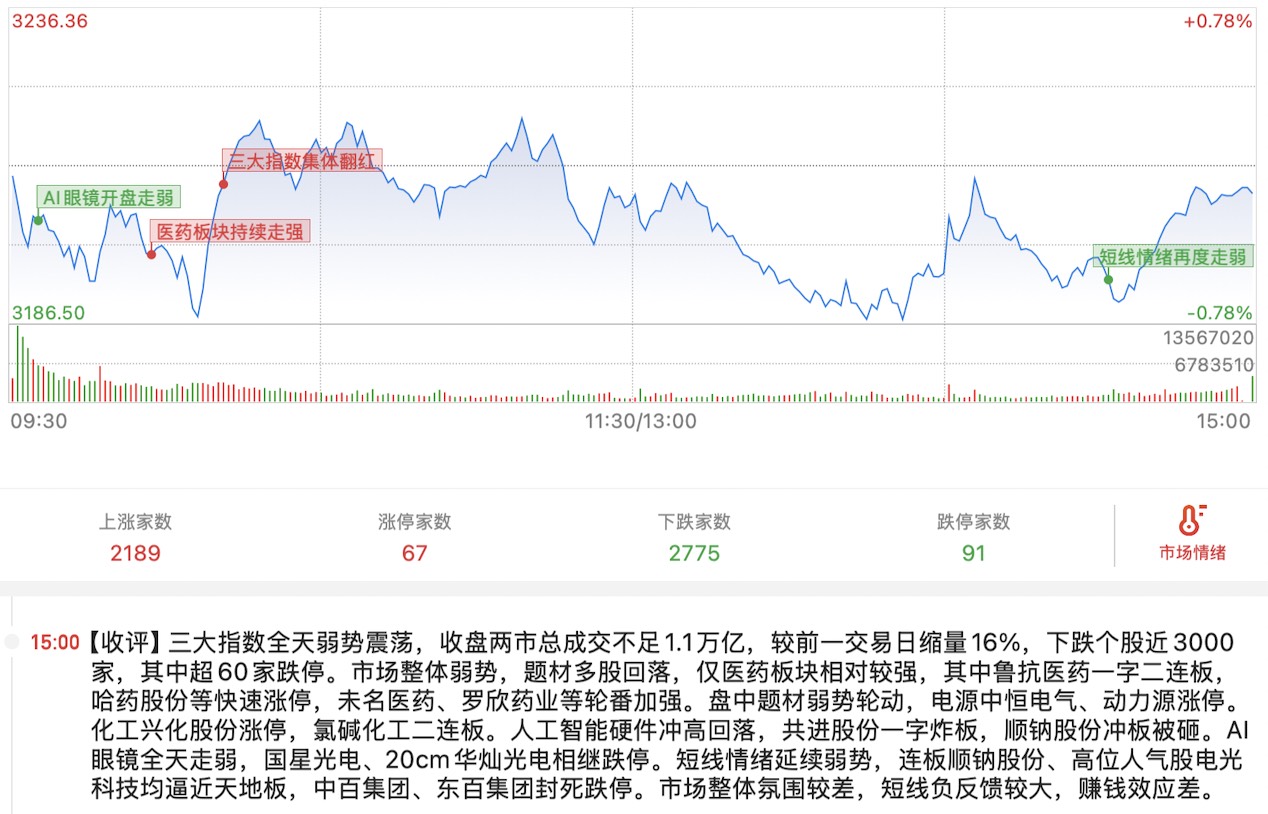 3236.36
+0.78%
三大指数集体翻红
AI眼镜开盘走弱
医药板块持续走强
短线情绪再度走弱
3186.50
-0.78%
13567020
6783510
09:30
11:30/13:00
15:00
上涨家数
涨停家数
下跌家数
跌停家数
2189
67
2775
91
市场情绪
15:00【收评】三大指数全天弱势震荡，收盘两市总成交不足1.1万亿，较前一交易日缩量16%，下跌个股近3000
家，其中超60家跌停。市场整体弱势，题材多股回落，仅医药板块相对较强，其中鲁抗医药一字二连板，
哈药股份等快速涨停，未名医药、罗欣药业等轮番加强。盘中题材弱势轮动，电源中恒电气、动力源涨停。
化工兴化股份涨停，氯碱化工二连板。人工智能硬件冲高回落，共进股份一字炸板，顺钠股份冲板被砸。AI
眼镜全天走弱，国星光电、20cm华灿光电相继跌停。短线情绪延续弱势，连板顺钠股份、高位人气股电光
科技均逼近天地板，中百集团、东百集团封死跌停。市场整体氛围较差，短线负反馈较大，赚钱效应差。